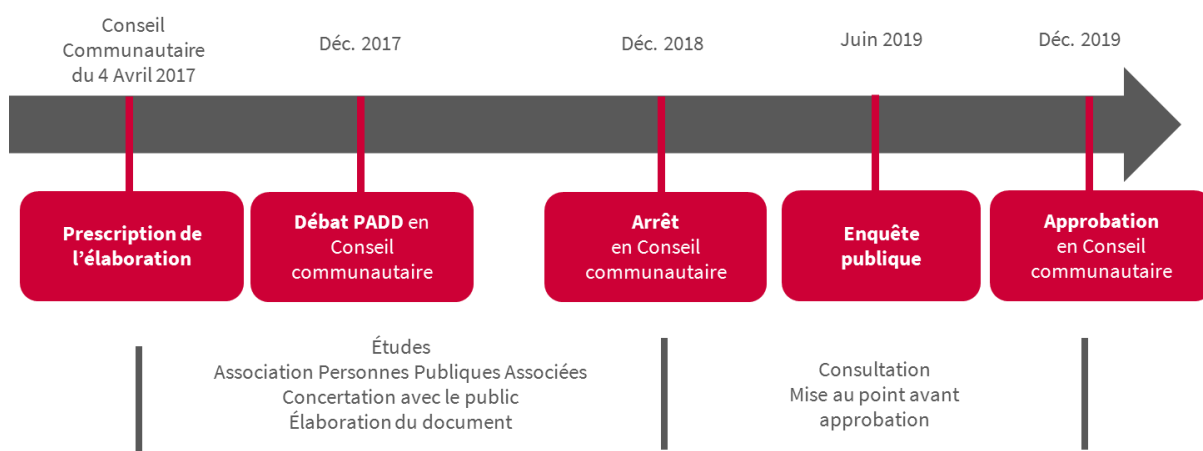 Conseil
Communautaire
du 4 Avril 2017
Déc. 2017
Déc. 2018
Juin 2019
Déc. 2019
Prescription de
l’élaboration
Débat PADD en
Conseil
communautaire
Arrêt
en Conseil
communautaire
Enquête
publique
Approbation
en Conseil
communautaire
Études
Association Personnes Publiques Associées
Concertation avec le public
Élaboration du document
Consultation
Mise au point avant
approbation